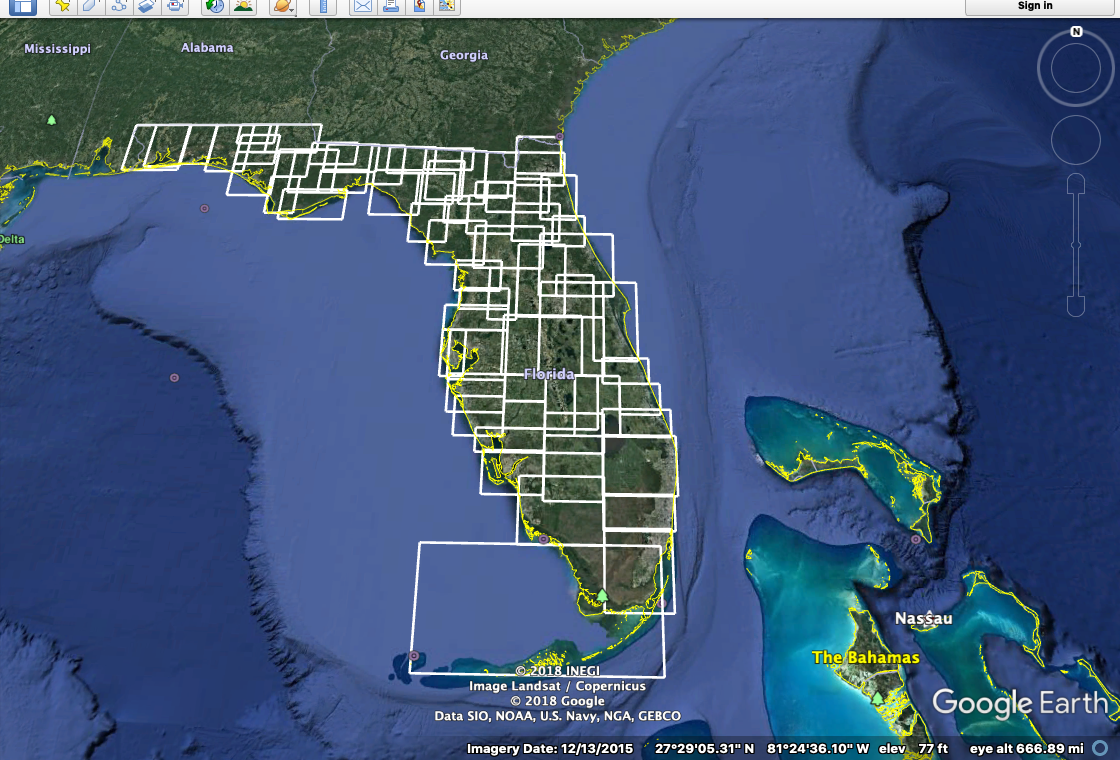 Sign in
N
Mississippi
Alabama
Georgia
Delta
Florida
Nassau
The Bahamas
© 2018 INEGI
Image Landsat / Copernicus
© 2018 Google
Data SIO, NOAA, U.S. Navy, NGA, GEBCO
Google Earth
Imagery Date: 12/13/2015 27°29'05.31" N 81°24'36.10" W elev 77 ft eye alt 666.89 mi